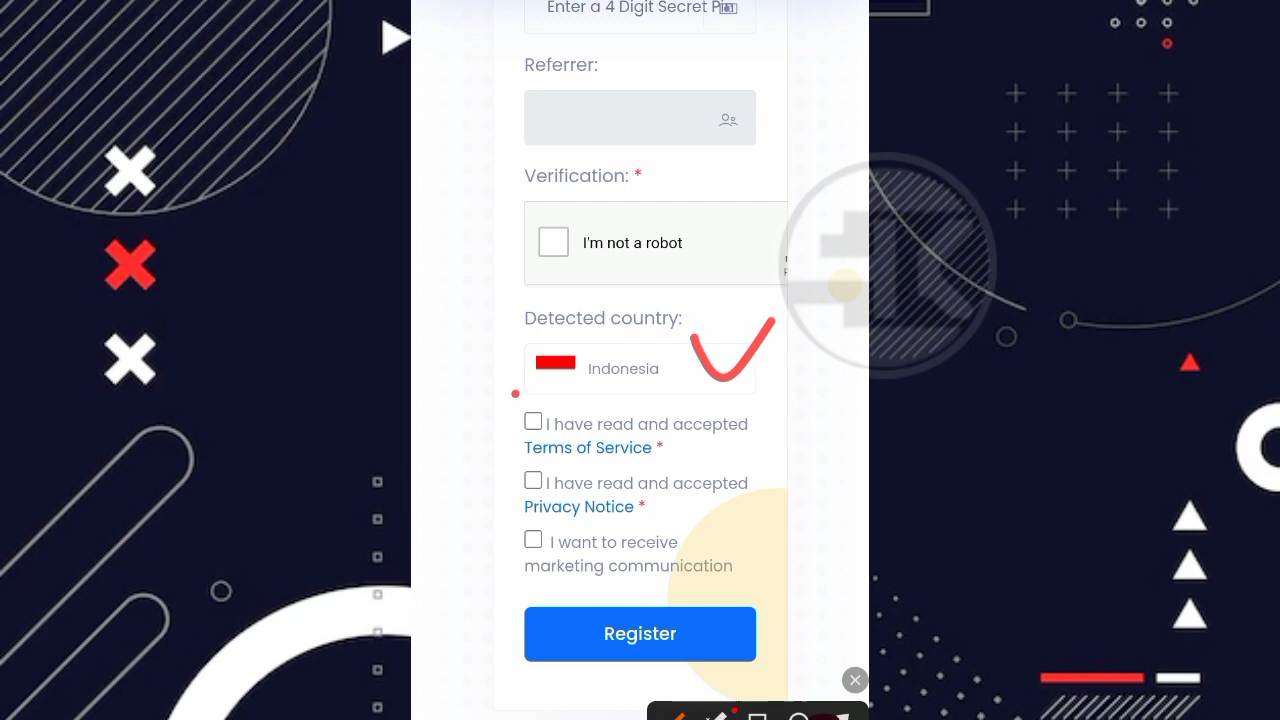 Enter a 4 Digit Secret Pin
Referrer:
Verification: *
I'm not a robot
Detected country:
Indonesia
I have read and accepted
Terms of Service *
I have read and accepted
Privacy Notice *
I want to receive
marketing communication
Register